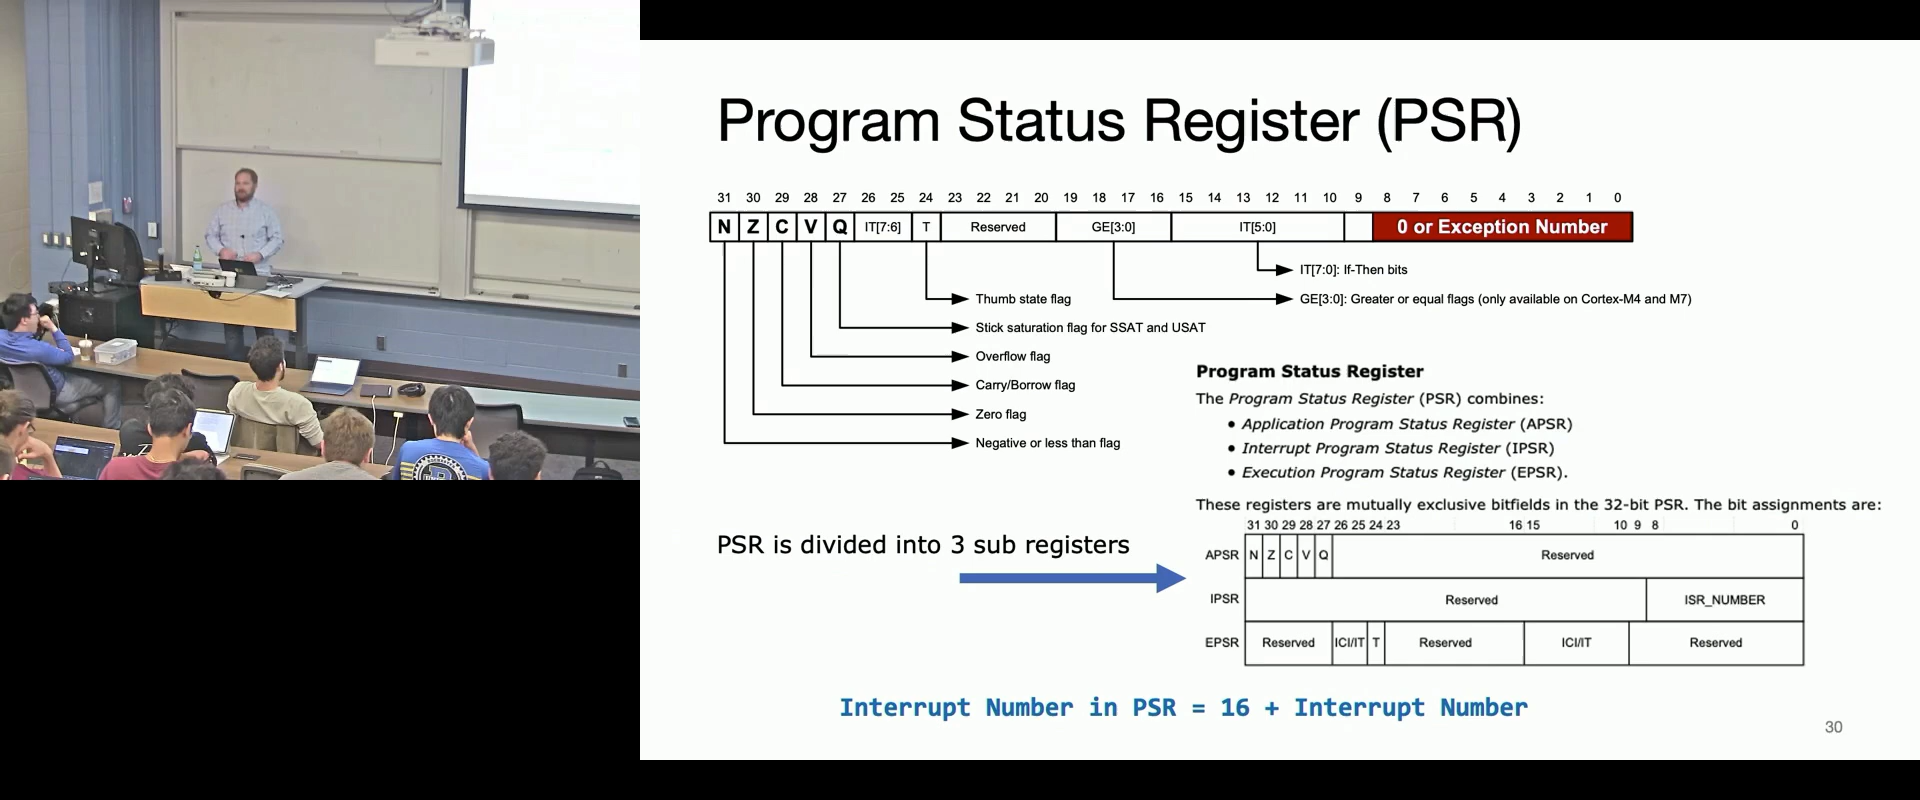 Program Status Register (PSR)
31 30 29 28 27 26 25 24 23 22 21 20 19 18 17 16 15 14 13 12 11 10 9 8 7 6 5 4 3 2 1 0
N Z C V Q IT[7:6] T Reserved GE[3:0] IT[5:0] 0 or Exception Number
IT[7:0]: If-Then bits
Thumb state flag
GE[3:0]: Greater or equal flags (only available on Cortex-M4 and M7)
Stick saturation flag for SSAT and USAT
Overflow flag
Carry/Borrow flag
Zero flag
Negative or less than flag
Program Status Register
The Program Status Register (PSR) combines:
• Application Program Status Register (APSR)
• Interrupt Program Status Register (IPSR)
• Execution Program Status Register (EPSR).
These registers are mutually exclusive bitfields in the 32-bit PSR. The bit assignments are:
31 30 29 28 27 26 25 24 23 16 15 10 9 8 0
APSR N Z C V Q Reserved
IPSR Reserved ISR_NUMBER
EPSR Reserved ICI/IT T Reserved ICI/IT Reserved
PSR is divided into 3 sub registers
Interrupt Number in PSR = 16 + Interrupt Number
30